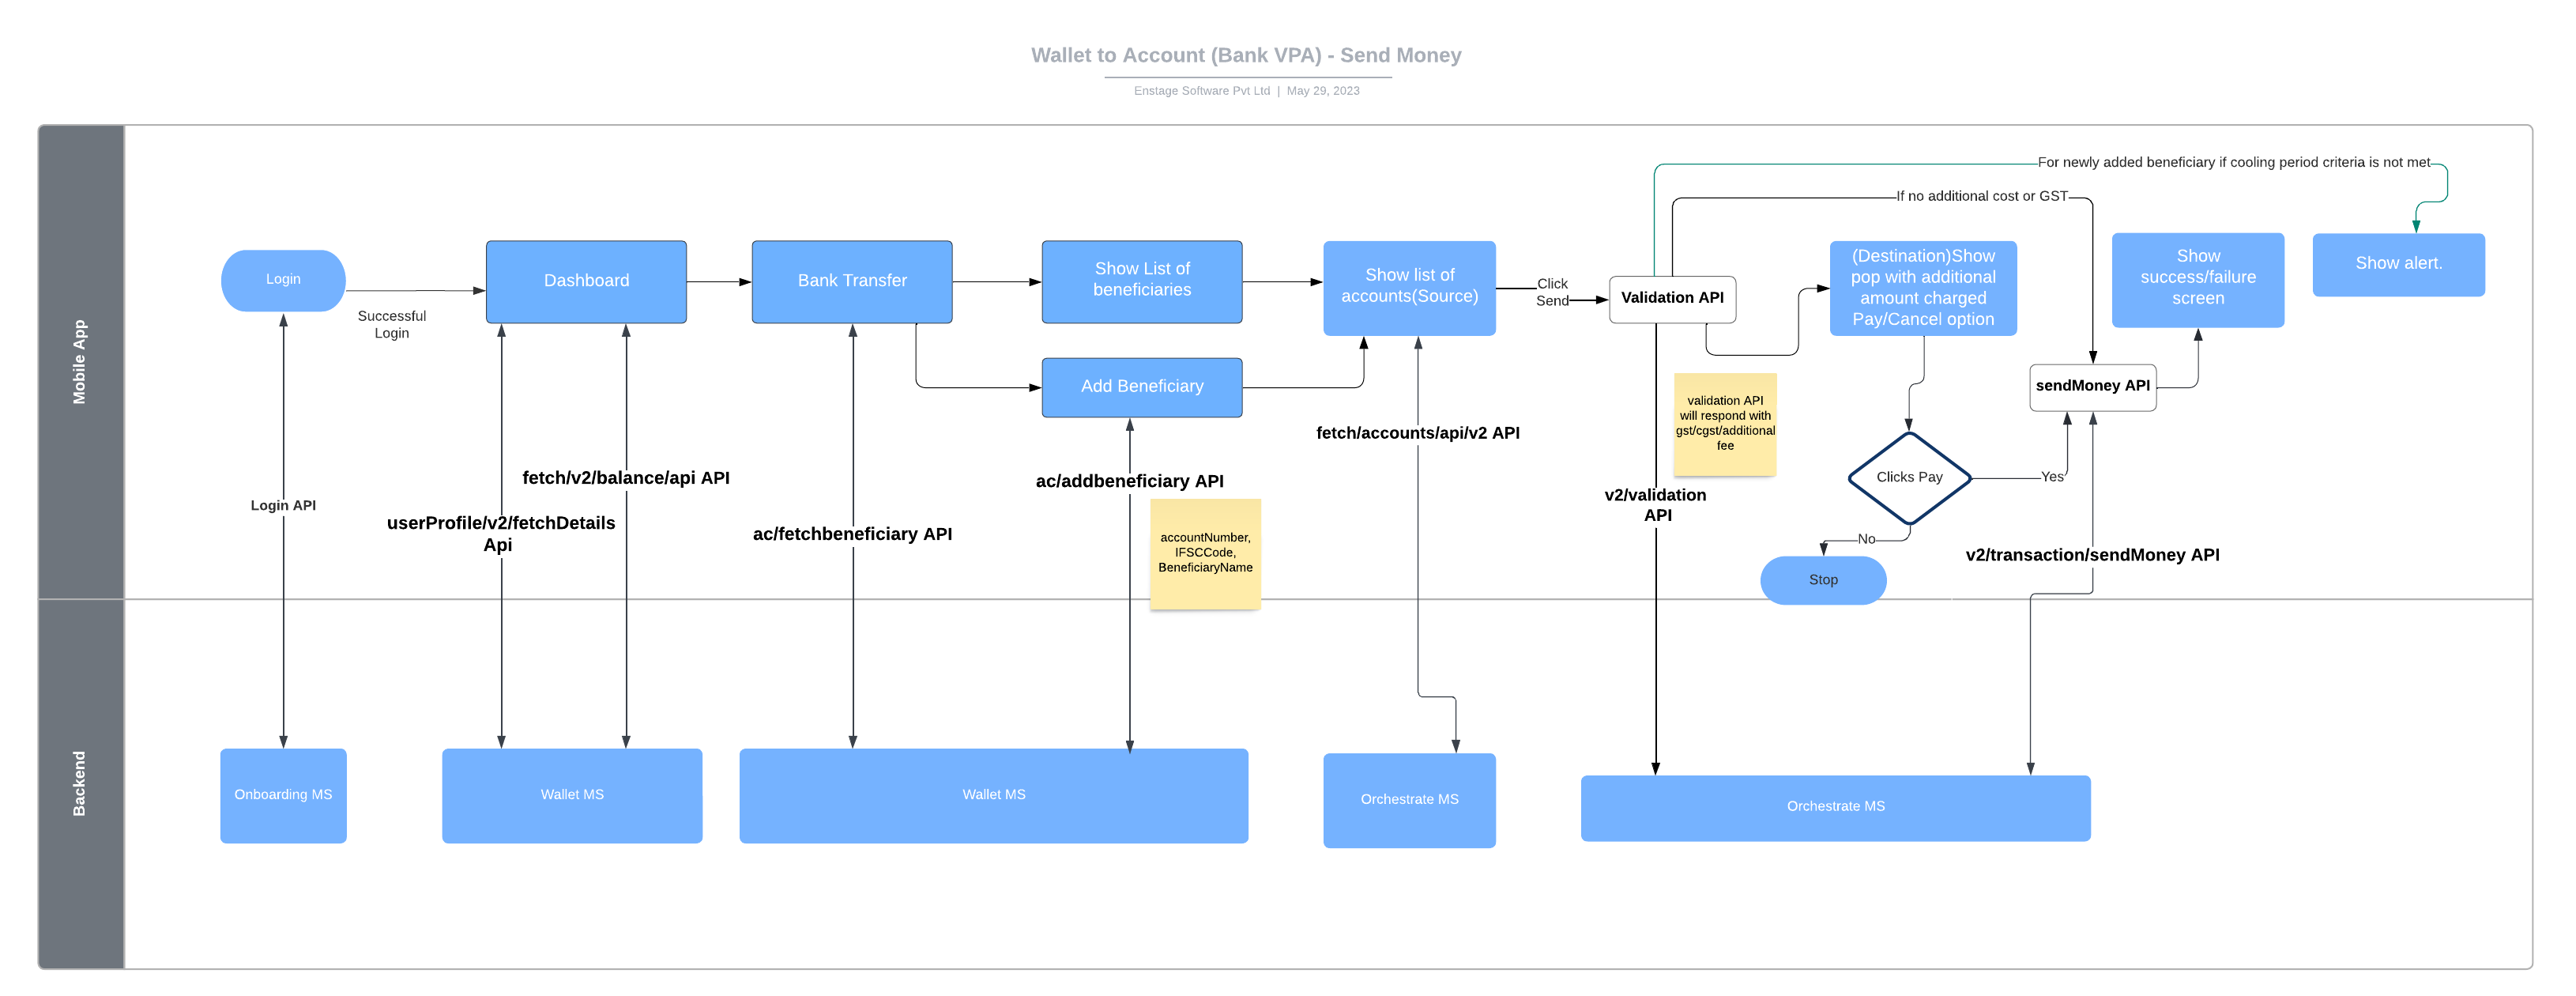 Wallet to Account (Bank VPA) - Send Money
Enstage Software Pvt Ltd | May 29, 2023
Mobile App
For newly added beneficiary if cooling period criteria is not met
If no additional cost or GST
Login
Successful
Login
Dashboard
Bank Transfer
Show List of
beneficiaries
Add Beneficiary
Show list of
accounts(Source)
Click
Send
Validation API
(Destination)Show
pop with additional
amount charged
Pay/Cancel option
Show
success/failure
screen
Show alert.
sendMoney API
validation API
will respond with
gst/cgst/additional
fee
Clicks Pay
Yes
No
Stop
Login API
userProfile/v2/fetchDetails
Api
fetch/v2/balance/api API
ac/fetchbeneficiary API
ac/addbeneficiary API
accountNumber,
IFSCCode,
BeneficiaryName
fetch/accounts/api/v2 API
v2/validation
API
v2/transaction/sendMoney API
Backend
Onboarding MS
Wallet MS
Wallet MS
Orchestrate MS
Orchestrate MS